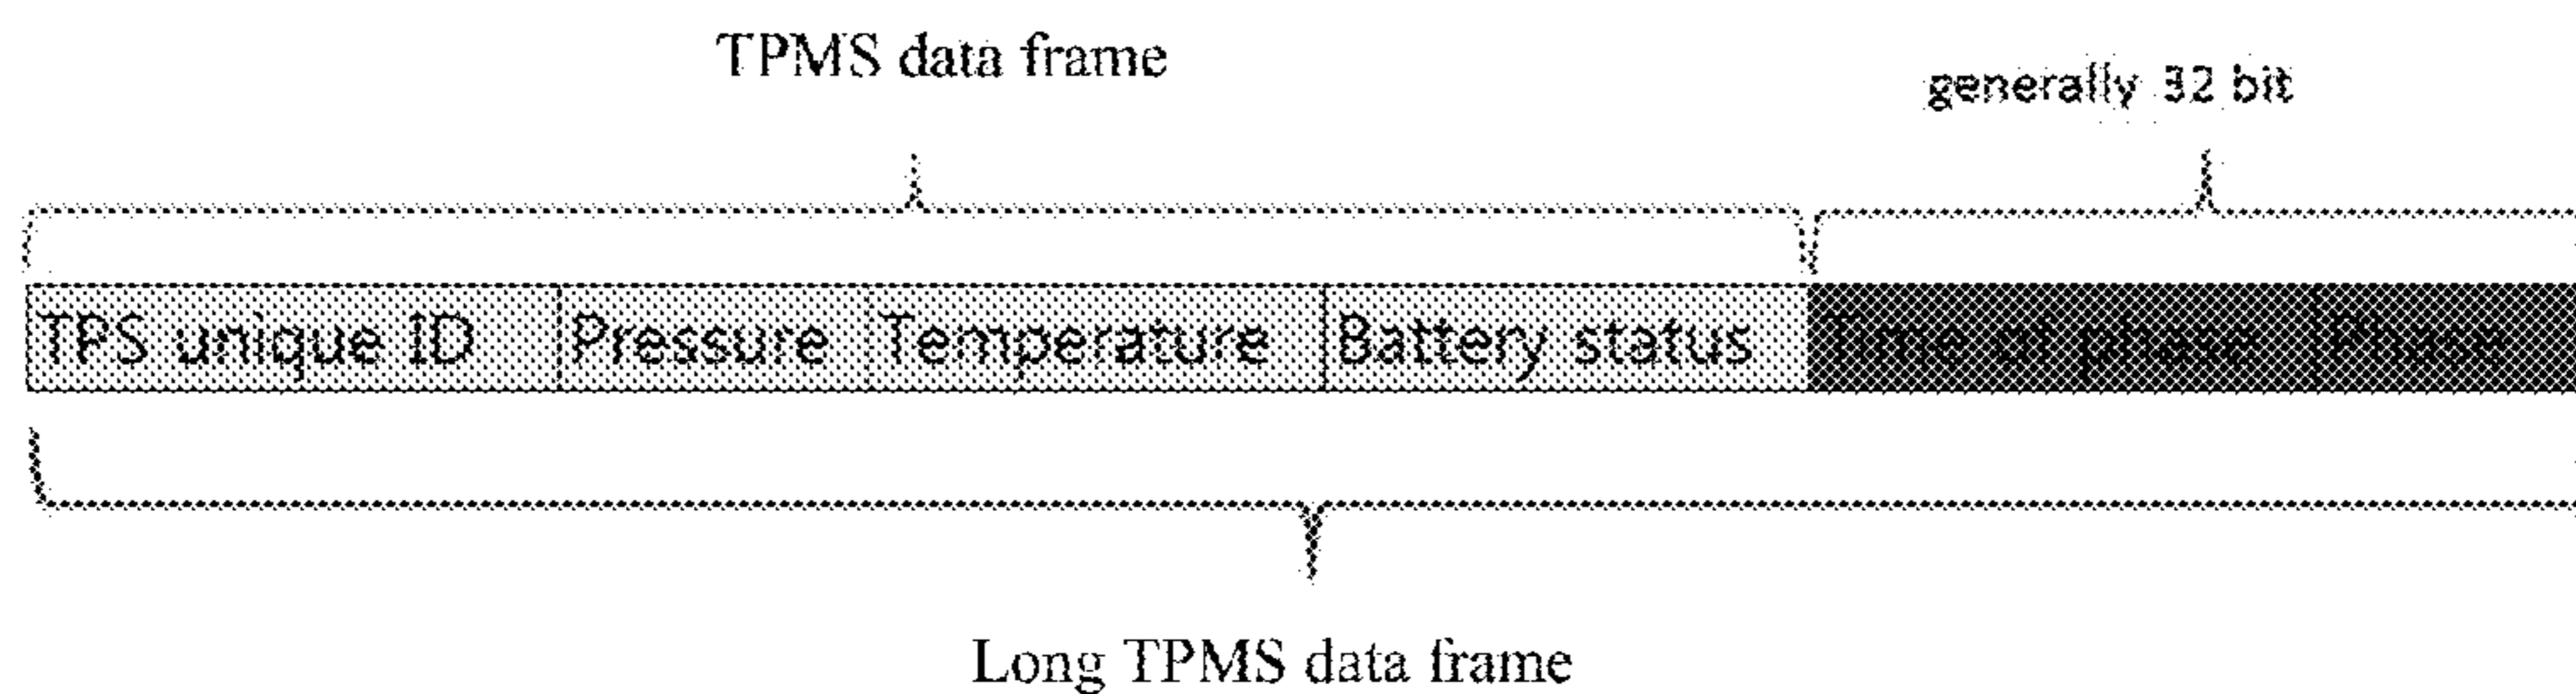 TPMS data frame
generally 32 bit
TPS unique ID Pressure Temperature Battery status Time of phase Phase
Long TPMS data frame